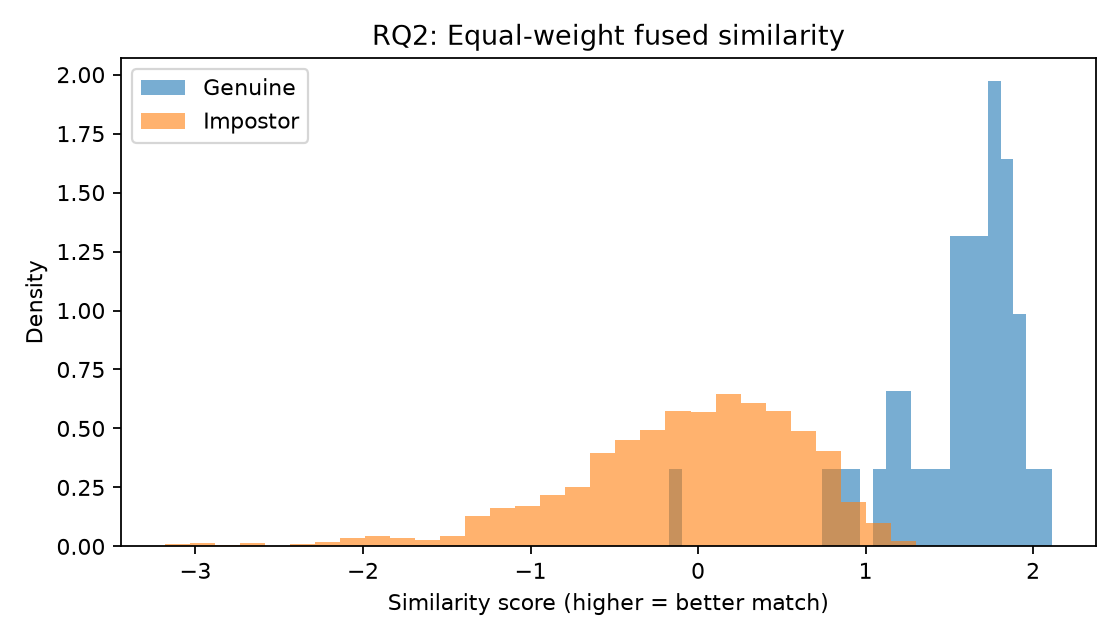 RQ2: Equal-weight fused similarity
Genuine
Impostor
2.00
1.75
1.50
1.25
1.00
0.75
0.50
0.25
0.00
Density
−3 −2 −1 0 1 2
Similarity score (higher = better match)